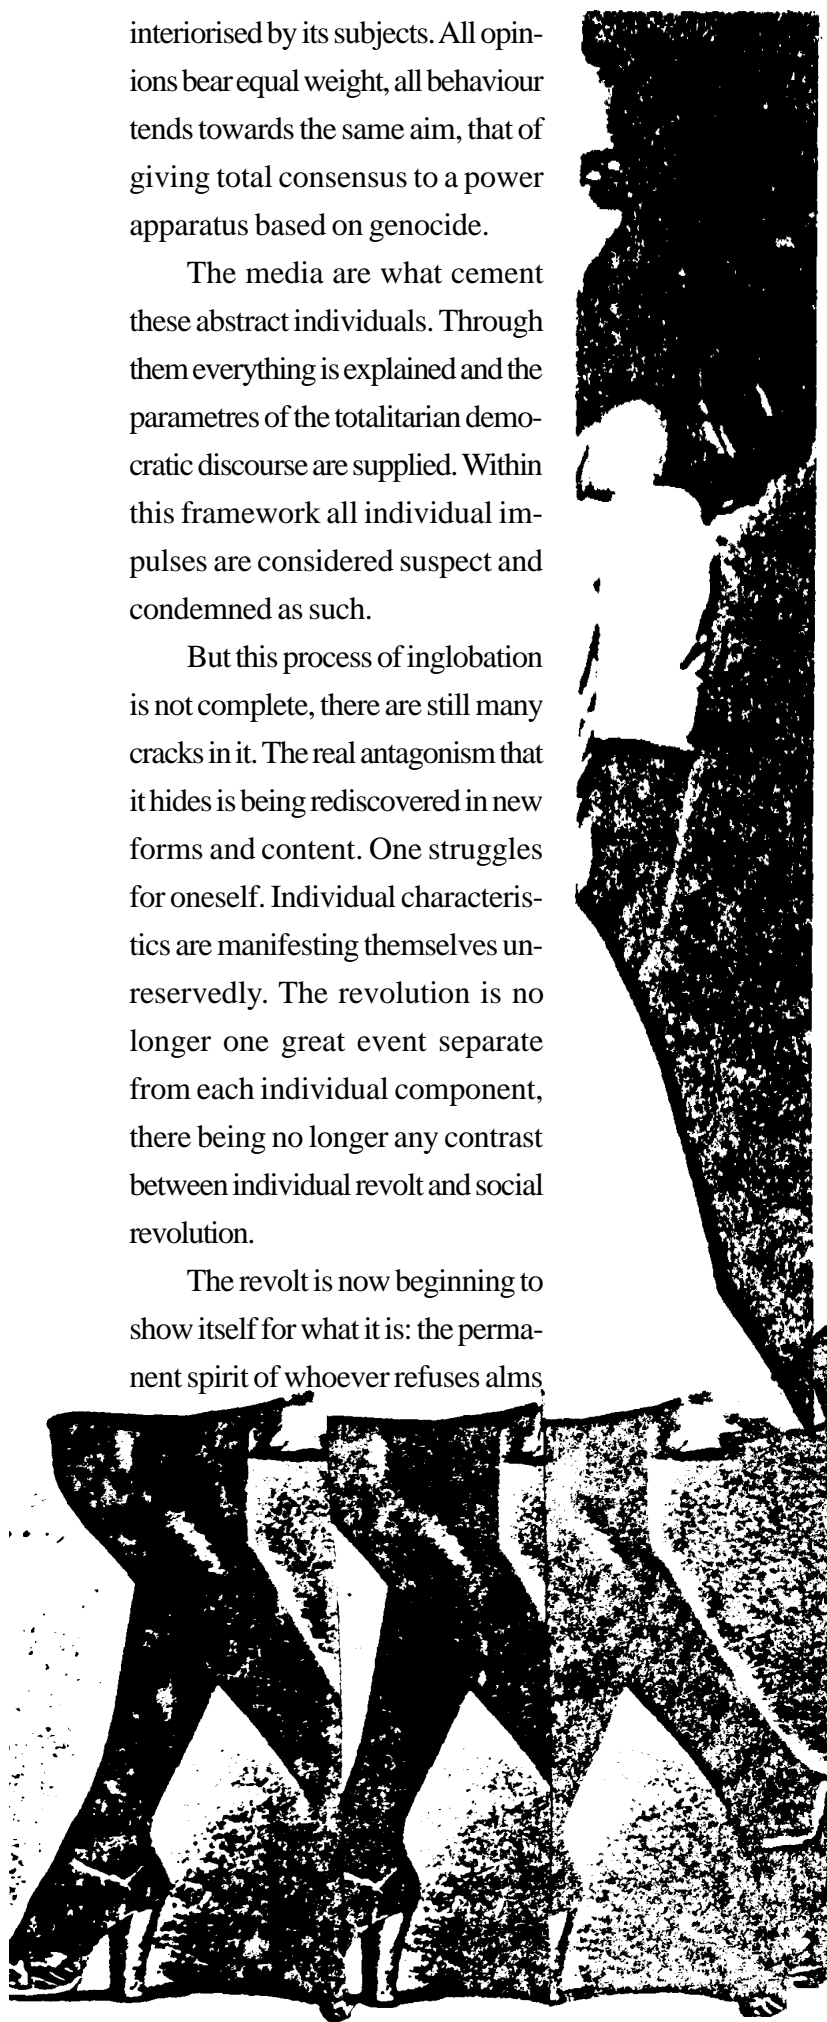 interiorised by its subjects. All opin-
ions bear equal weight, all behaviour
tends towards the same aim, that of
giving total consensus to a power
apparatus based on genocide.
The media are what cement
these abstract individuals. Through
them everything is explained and the
parametres of the totalitarian demo-
cratic discourse are supplied. Within
this framework all individual im-
pulses are considered suspect and
condemned as such.
But this process of inglobation
is not complete, there are still many
cracks in it. The real antagonism that
it hides is being rediscovered in new
forms and content. One struggles
for oneself. Individual characteris-
tics are manifesting themselves un-
reservedly. The revolution is no
longer one great event separate
from each individual component,
there being no longer any contrast
between individual revolt and social
revolution.
The revolt is now beginning to
show itself for what it is: the perma-
nent spirit of whoever refuses alms